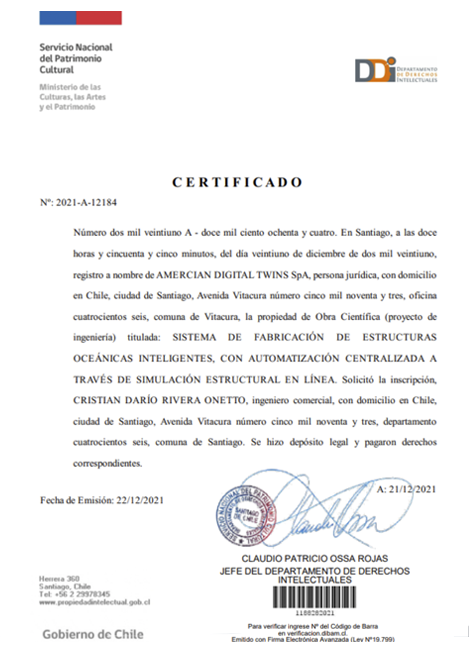 Servicio Nacional
del Patrimonio
Cultural
Ministerio de las
Culturas, las Artes
y el Patrimonio
DDi DEPARTAMENTO
DE DERECHOS
INTELECTUALES
CERTIFICADO
Nº: 2021-A-12184
Número dos mil veintiuno A - doce mil ciento ochenta y cuatro. En Santiago, a las doce
horas y cincuenta y cinco minutos, del día veintiuno de diciembre de dos mil veintiuno,
registro a nombre de AMERCIAN DIGITAL TWINS SpA, persona jurídica, con domicilio
en Chile, ciudad de Santiago, Avenida Vitacura número cinco mil noventa y tres, oficina
cuatrocientos seis, comuna de Vitacura, la propiedad de Obra Científica (proyecto de
ingeniería) titulada: SISTEMA DE FABRICACIÓN DE ESTRUCTURAS
OCEÁNICAS INTELIGENTES, CON AUTOMATIZACIÓN CENTRALIZADA A
TRAVÉS DE SIMULACIÓN ESTRUCTURAL EN LÍNEA. Solicitó la inscripción,
CRISTIAN DARÍO RIVERA ONETTO, ingeniero comercial, con domicilio en Chile,
ciudad de Santiago, Avenida Vitacura número cinco mil noventa y tres, departamento
cuatrocientos seis, comuna de Santiago. Se hizo depósito legal y pagaron derechos
correspondientes.
A: 21/12/2021
Fecha de Emisión: 22/12/2021
SANTIAGO
DE CHILE
CLAUDIO PATRICIO OSSA ROJAS
JEFE DEL DEPARTAMENTO DE DERECHOS
INTELECTUALES
Herrera 360
Santiago, Chile
Tel: +56 2 29978345
www.propiedadintelectual.gob.cl
1188282021
Para verificar ingrese Nº del Código de Barra
en verificacion.dibam.cl.
Gobierno de Chile
Emitido con Firma Electrónica Avanzada (Ley Nº19.799)